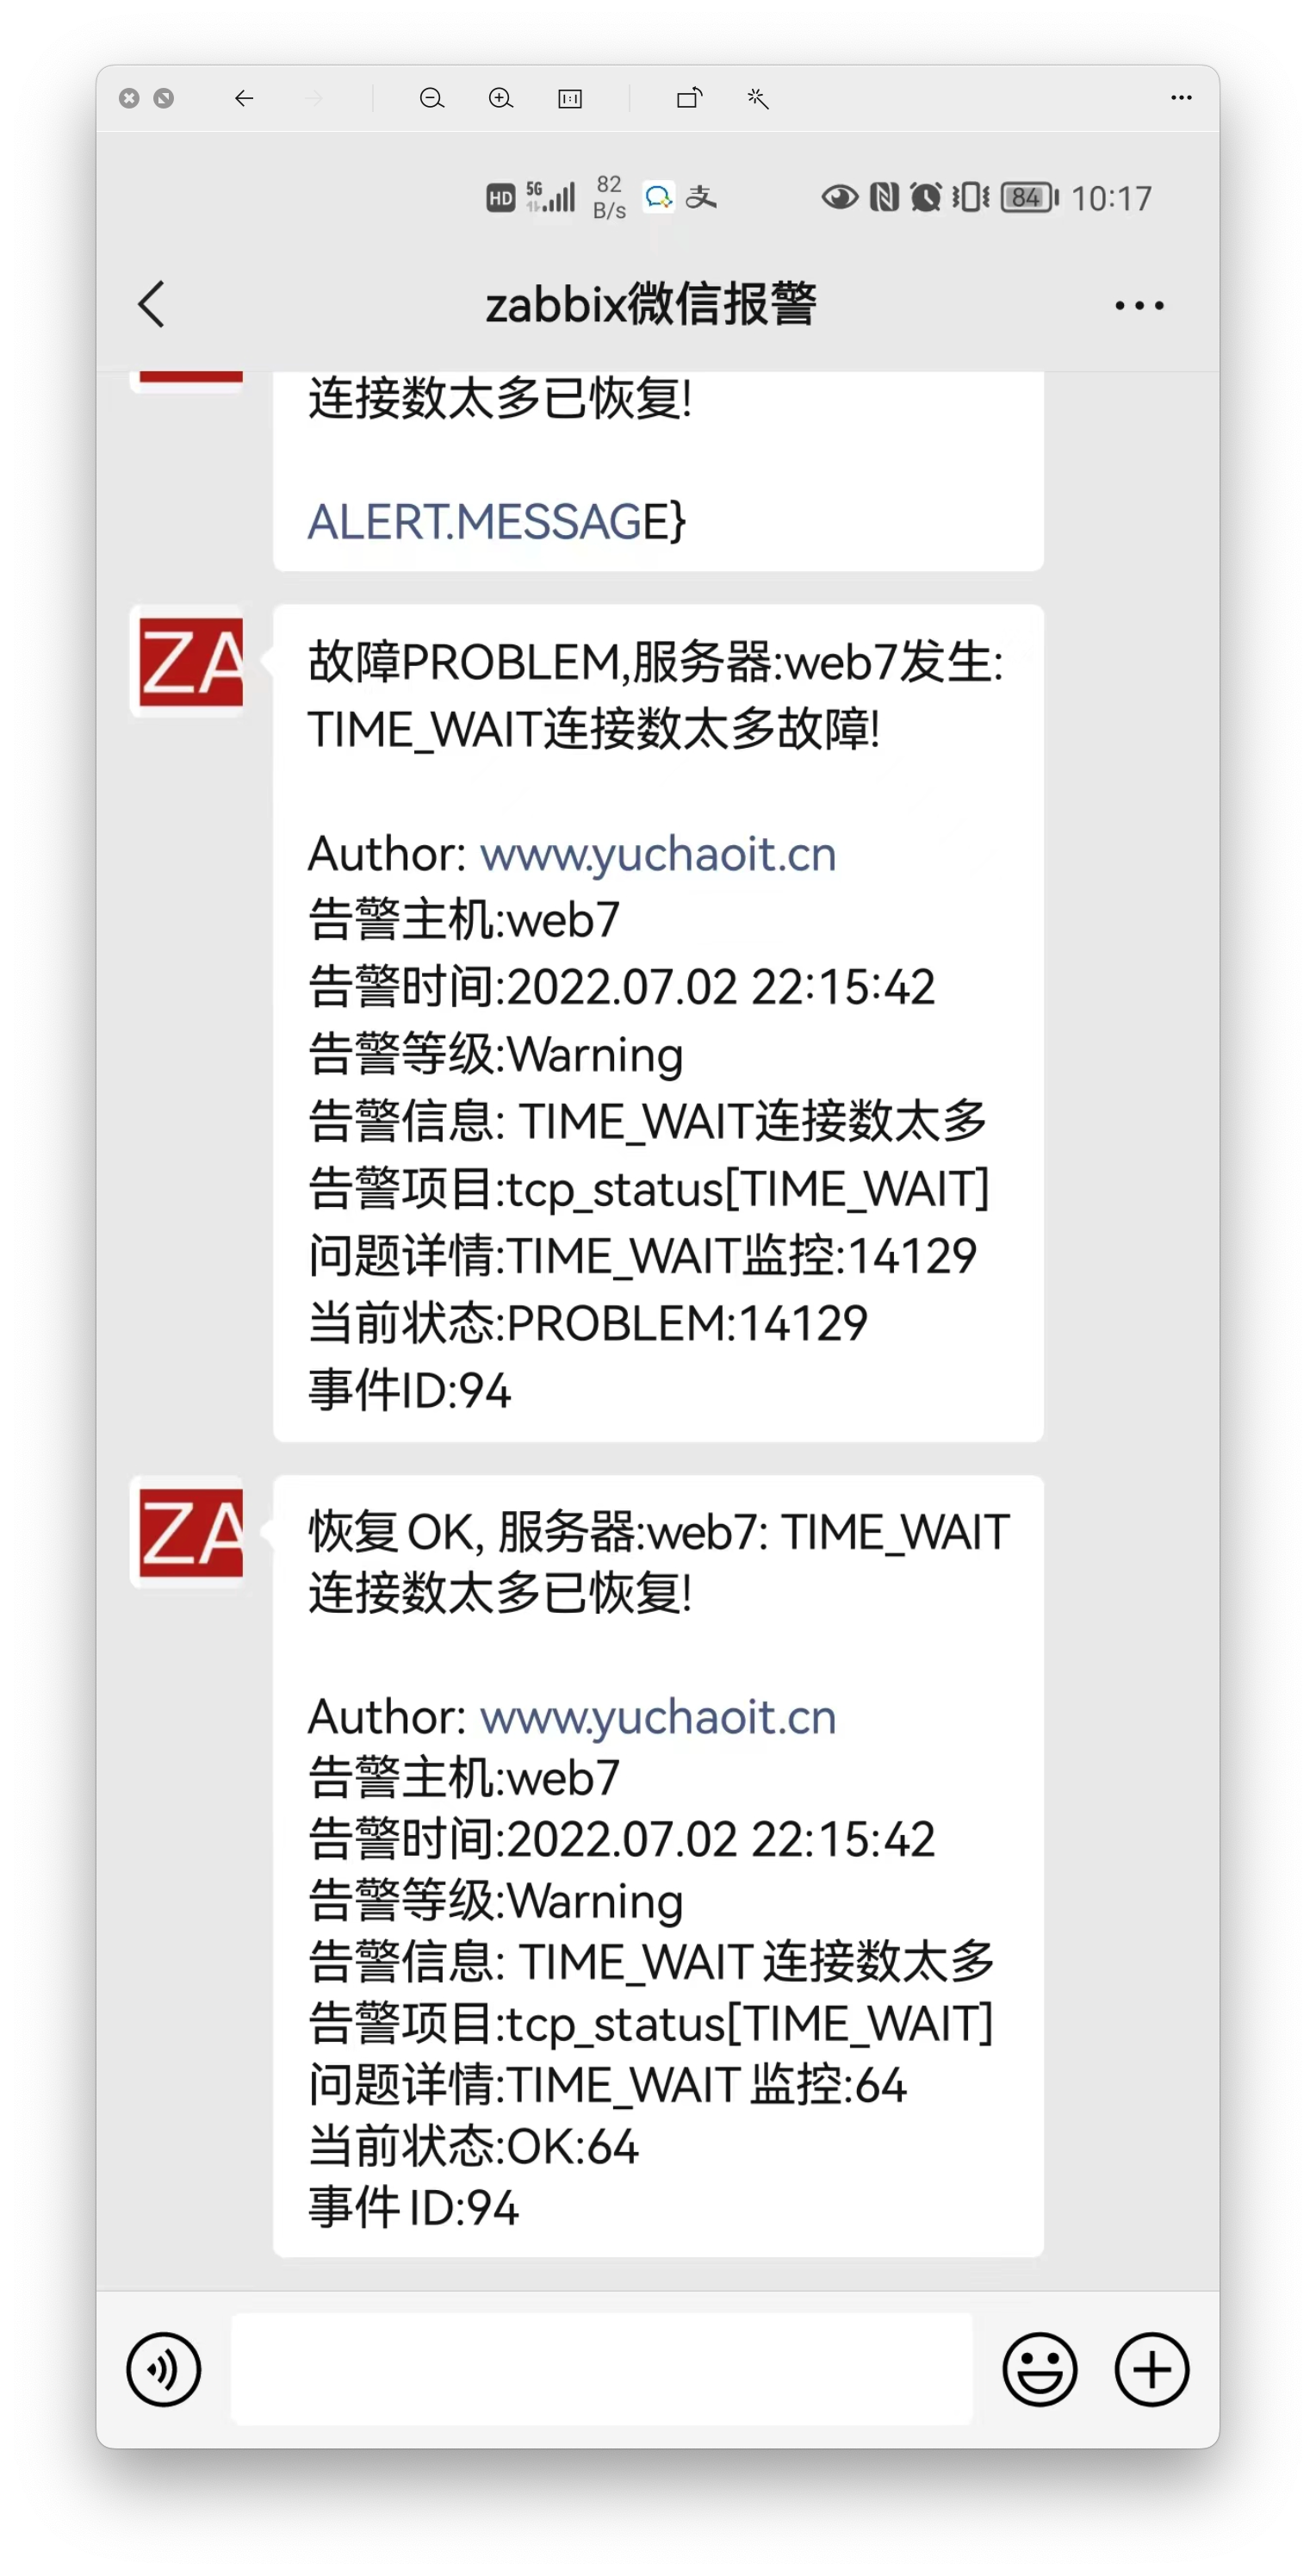 HD 5G 82 B/s 支 84 10:17
zabbix微信报警
连接数太多已恢复!
ALERT.MESSAGE}
ZA
故障PROBLEM,服务器:web7发生:
TIME_WAIT连接数太多故障!
Author: www.yuchaoit.cn
告警主机:web7
告警时间:2022.07.02 22:15:42
告警等级:Warning
告警信息: TIME_WAIT连接数太多
告警项目:tcp_status[TIME_WAIT]
问题详情:TIME_WAIT监控:14129
当前状态:PROBLEM:14129
事件ID:94
ZA
恢复 OK, 服务器:web7: TIME_WAIT
连接数太多已恢复!
Author: www.yuchaoit.cn
告警主机:web7
告警时间:2022.07.02 22:15:42
告警等级:Warning
告警信息: TIME_WAIT 连接数太多
告警项目:tcp_status[TIME_WAIT]
问题详情:TIME_WAIT 监控:64
当前状态:OK:64
事件 ID:94